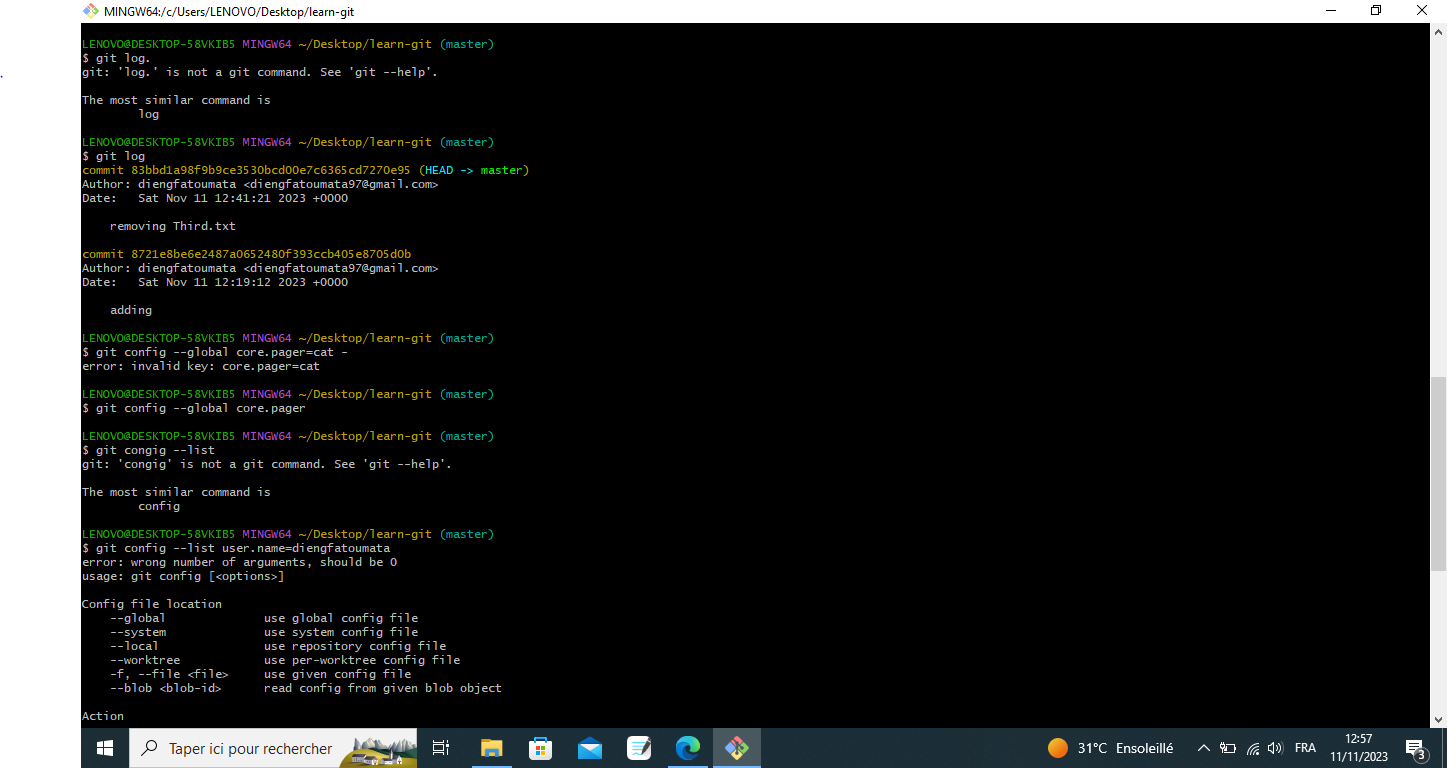 MINGW64:/c/Users/LENOVO/Desktop/learn-git
LENOVO@DESKTOP-58VKIB5 MINGW64 ~/Desktop/learn-git (master)
$ git log.
git: 'log.' is not a git command. See 'git --help'.
The most similar command is
log
LENOVO@DESKTOP-58VKIB5 MINGW64 ~/Desktop/learn-git (master)
$ git log
commit 83bbd1a98f9b9ce3530bcd00e7c6365cd7270e95 (HEAD -> master)
Author: diengfatoumata <diengfatoumata97@gmail.com>
Date:   Sat Nov 11 12:41:21 2023 +0000
removing Third.txt
commit 8721e8be6e2487a0652480f393ccb405e8705d0b
Author: diengfatoumata <diengfatoumata97@gmail.com>
Date:   Sat Nov 11 12:19:12 2023 +0000
adding
LENOVO@DESKTOP-58VKIB5 MINGW64 ~/Desktop/learn-git (master)
$ git config --global core.pager=cat -
error: invalid key: core.pager=cat
LENOVO@DESKTOP-58VKIB5 MINGW64 ~/Desktop/learn-git (master)
$ git config --global core.pager
LENOVO@DESKTOP-58VKIB5 MINGW64 ~/Desktop/learn-git (master)
$ git congig --list
git: 'congig' is not a git command. See 'git --help'.
The most similar command is
config
LENOVO@DESKTOP-58VKIB5 MINGW64 ~/Desktop/learn-git (master)
$ git config --list user.name=diengfatoumata
error: wrong number of arguments, should be 0
usage: git config [<options>]
Config file location
--global              use global config file
--system              use system config file
--local               use repository config file
--worktree            use per-worktree config file
-f, --file <file>     use given config file
--blob <blob-id>      read config from given blob object
Action
Taper ici pour rechercher
31°C Ensoleillé
FRA
12:57
11/11/2023
3